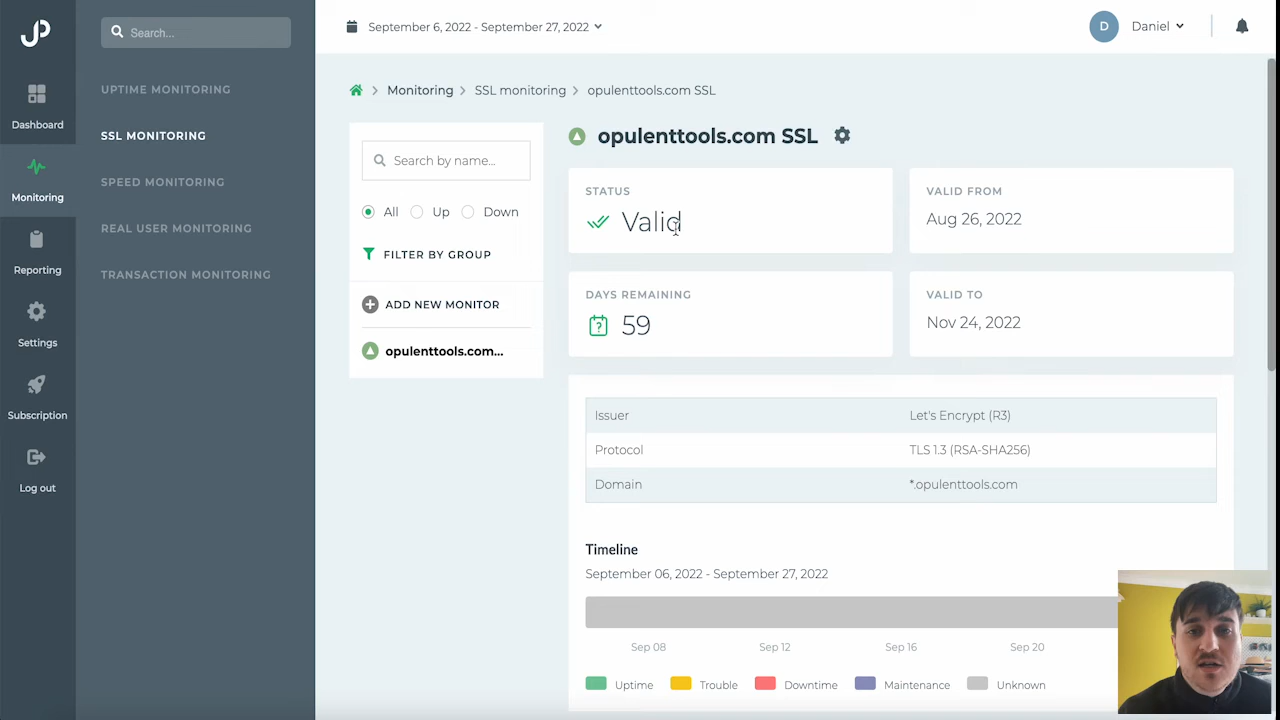 Search...
September 6, 2022 - September 27, 2022
D
Daniel
UPTIME MONITORING
SSL MONITORING
SPEED MONITORING
REAL USER MONITORING
TRANSACTION MONITORING
Dashboard
Monitoring
Reporting
Settings
Subscription
Log out
Monitoring > SSL monitoring > opulenttools.com SSL
Search by name...
All Up Down
FILTER BY GROUP
ADD NEW MONITOR
opulenttools.com...
opulenttools.com SSL
STATUS
Valid
VALID FROM
Aug 26, 2022
DAYS REMAINING
59
VALID TO
Nov 24, 2022
Issuer Let's Encrypt (R3)
Protocol TLS 1.3 (RSA-SHA256)
Domain *.opulenttools.com
Timeline
September 06, 2022 - September 27, 2022
Sep 08 Sep 12 Sep 16 Sep 20
Uptime Trouble Downtime Maintenance Unknown